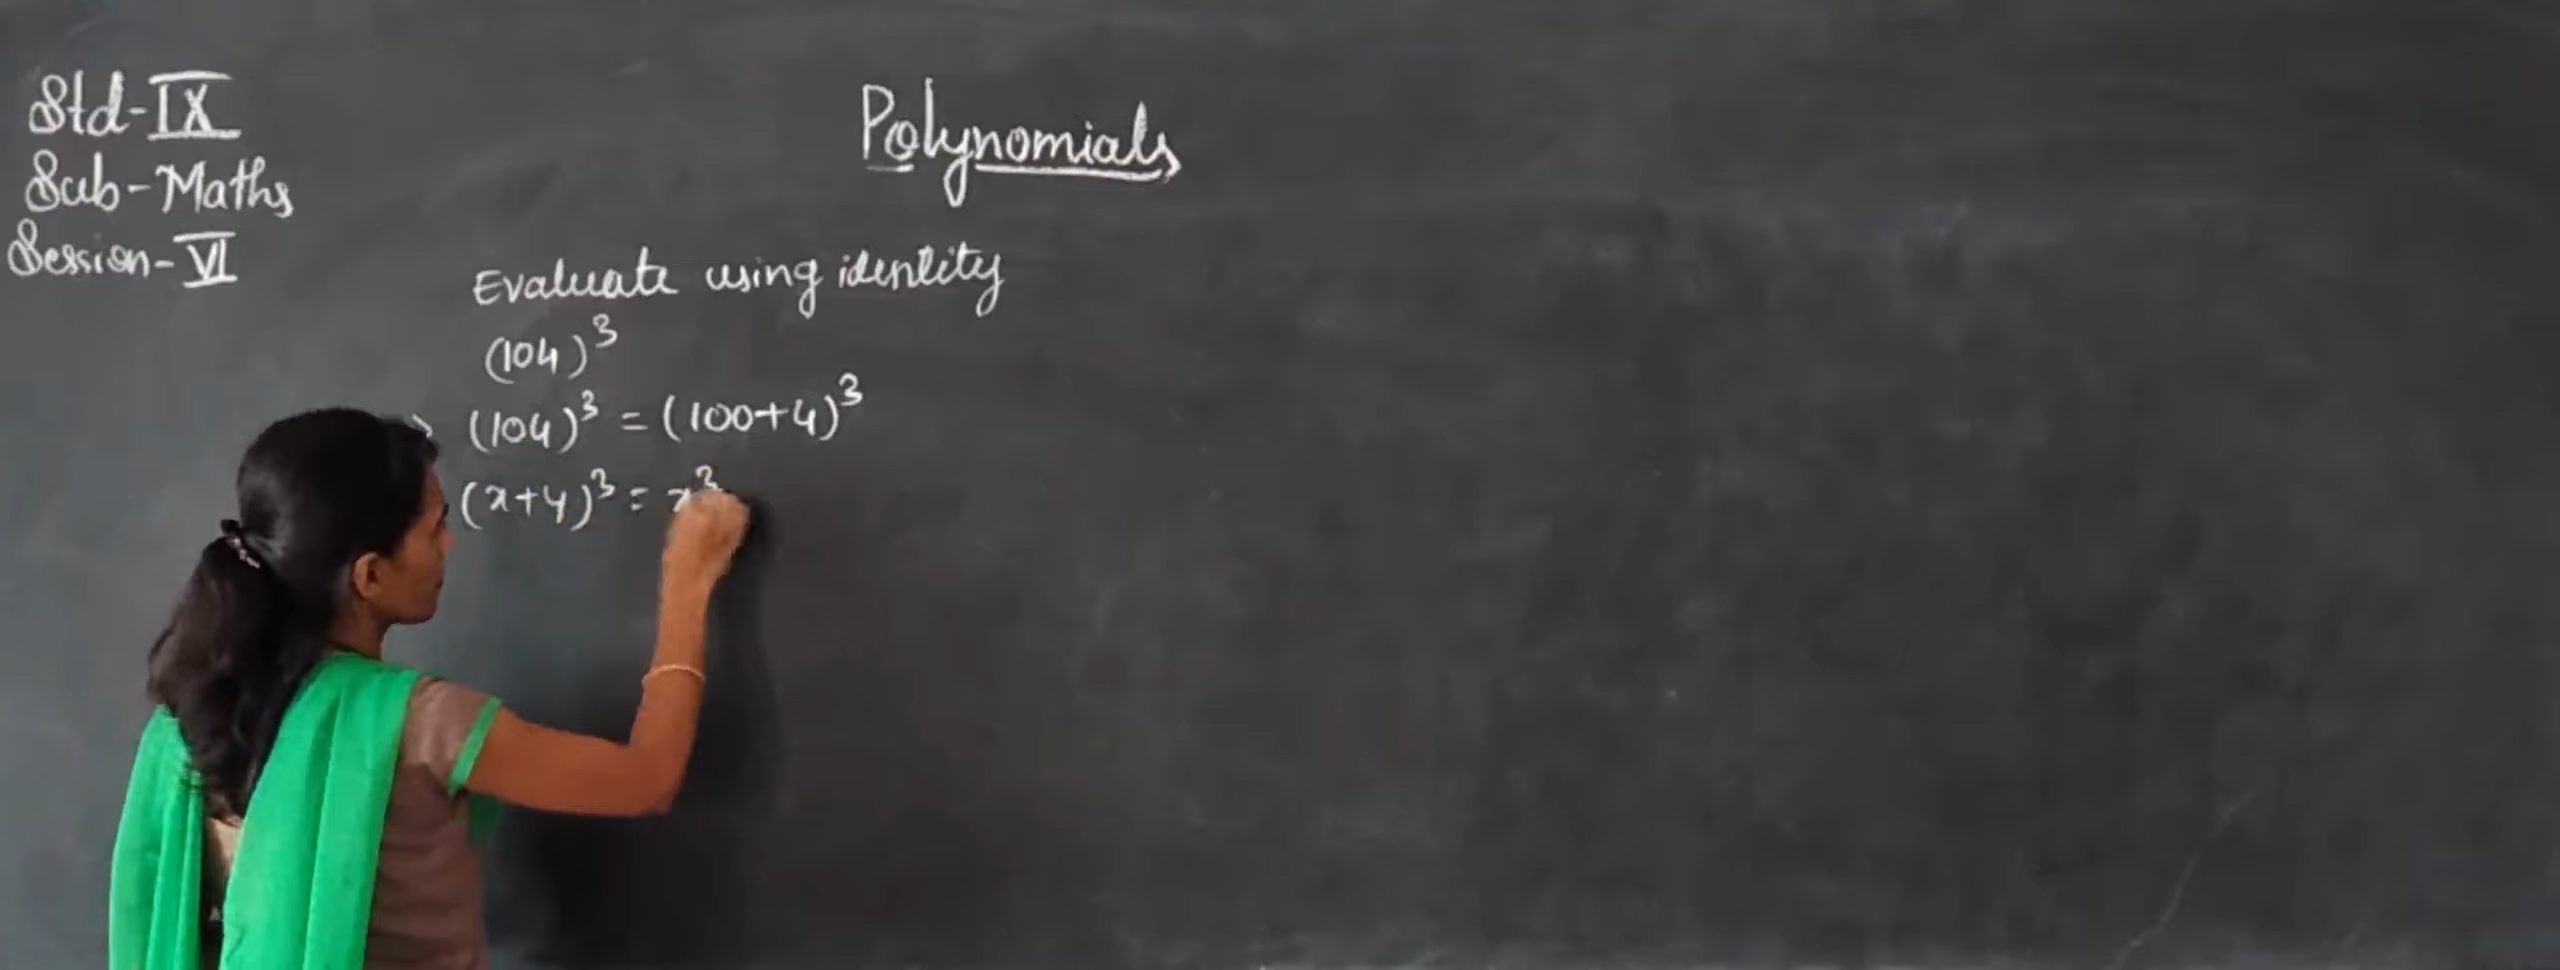 Std-IX
Sub-Maths
Session-VI
Polynomials
Evaluate using identity
(104)³
(104)³ = (100+4)³
(x+y)³ = x³